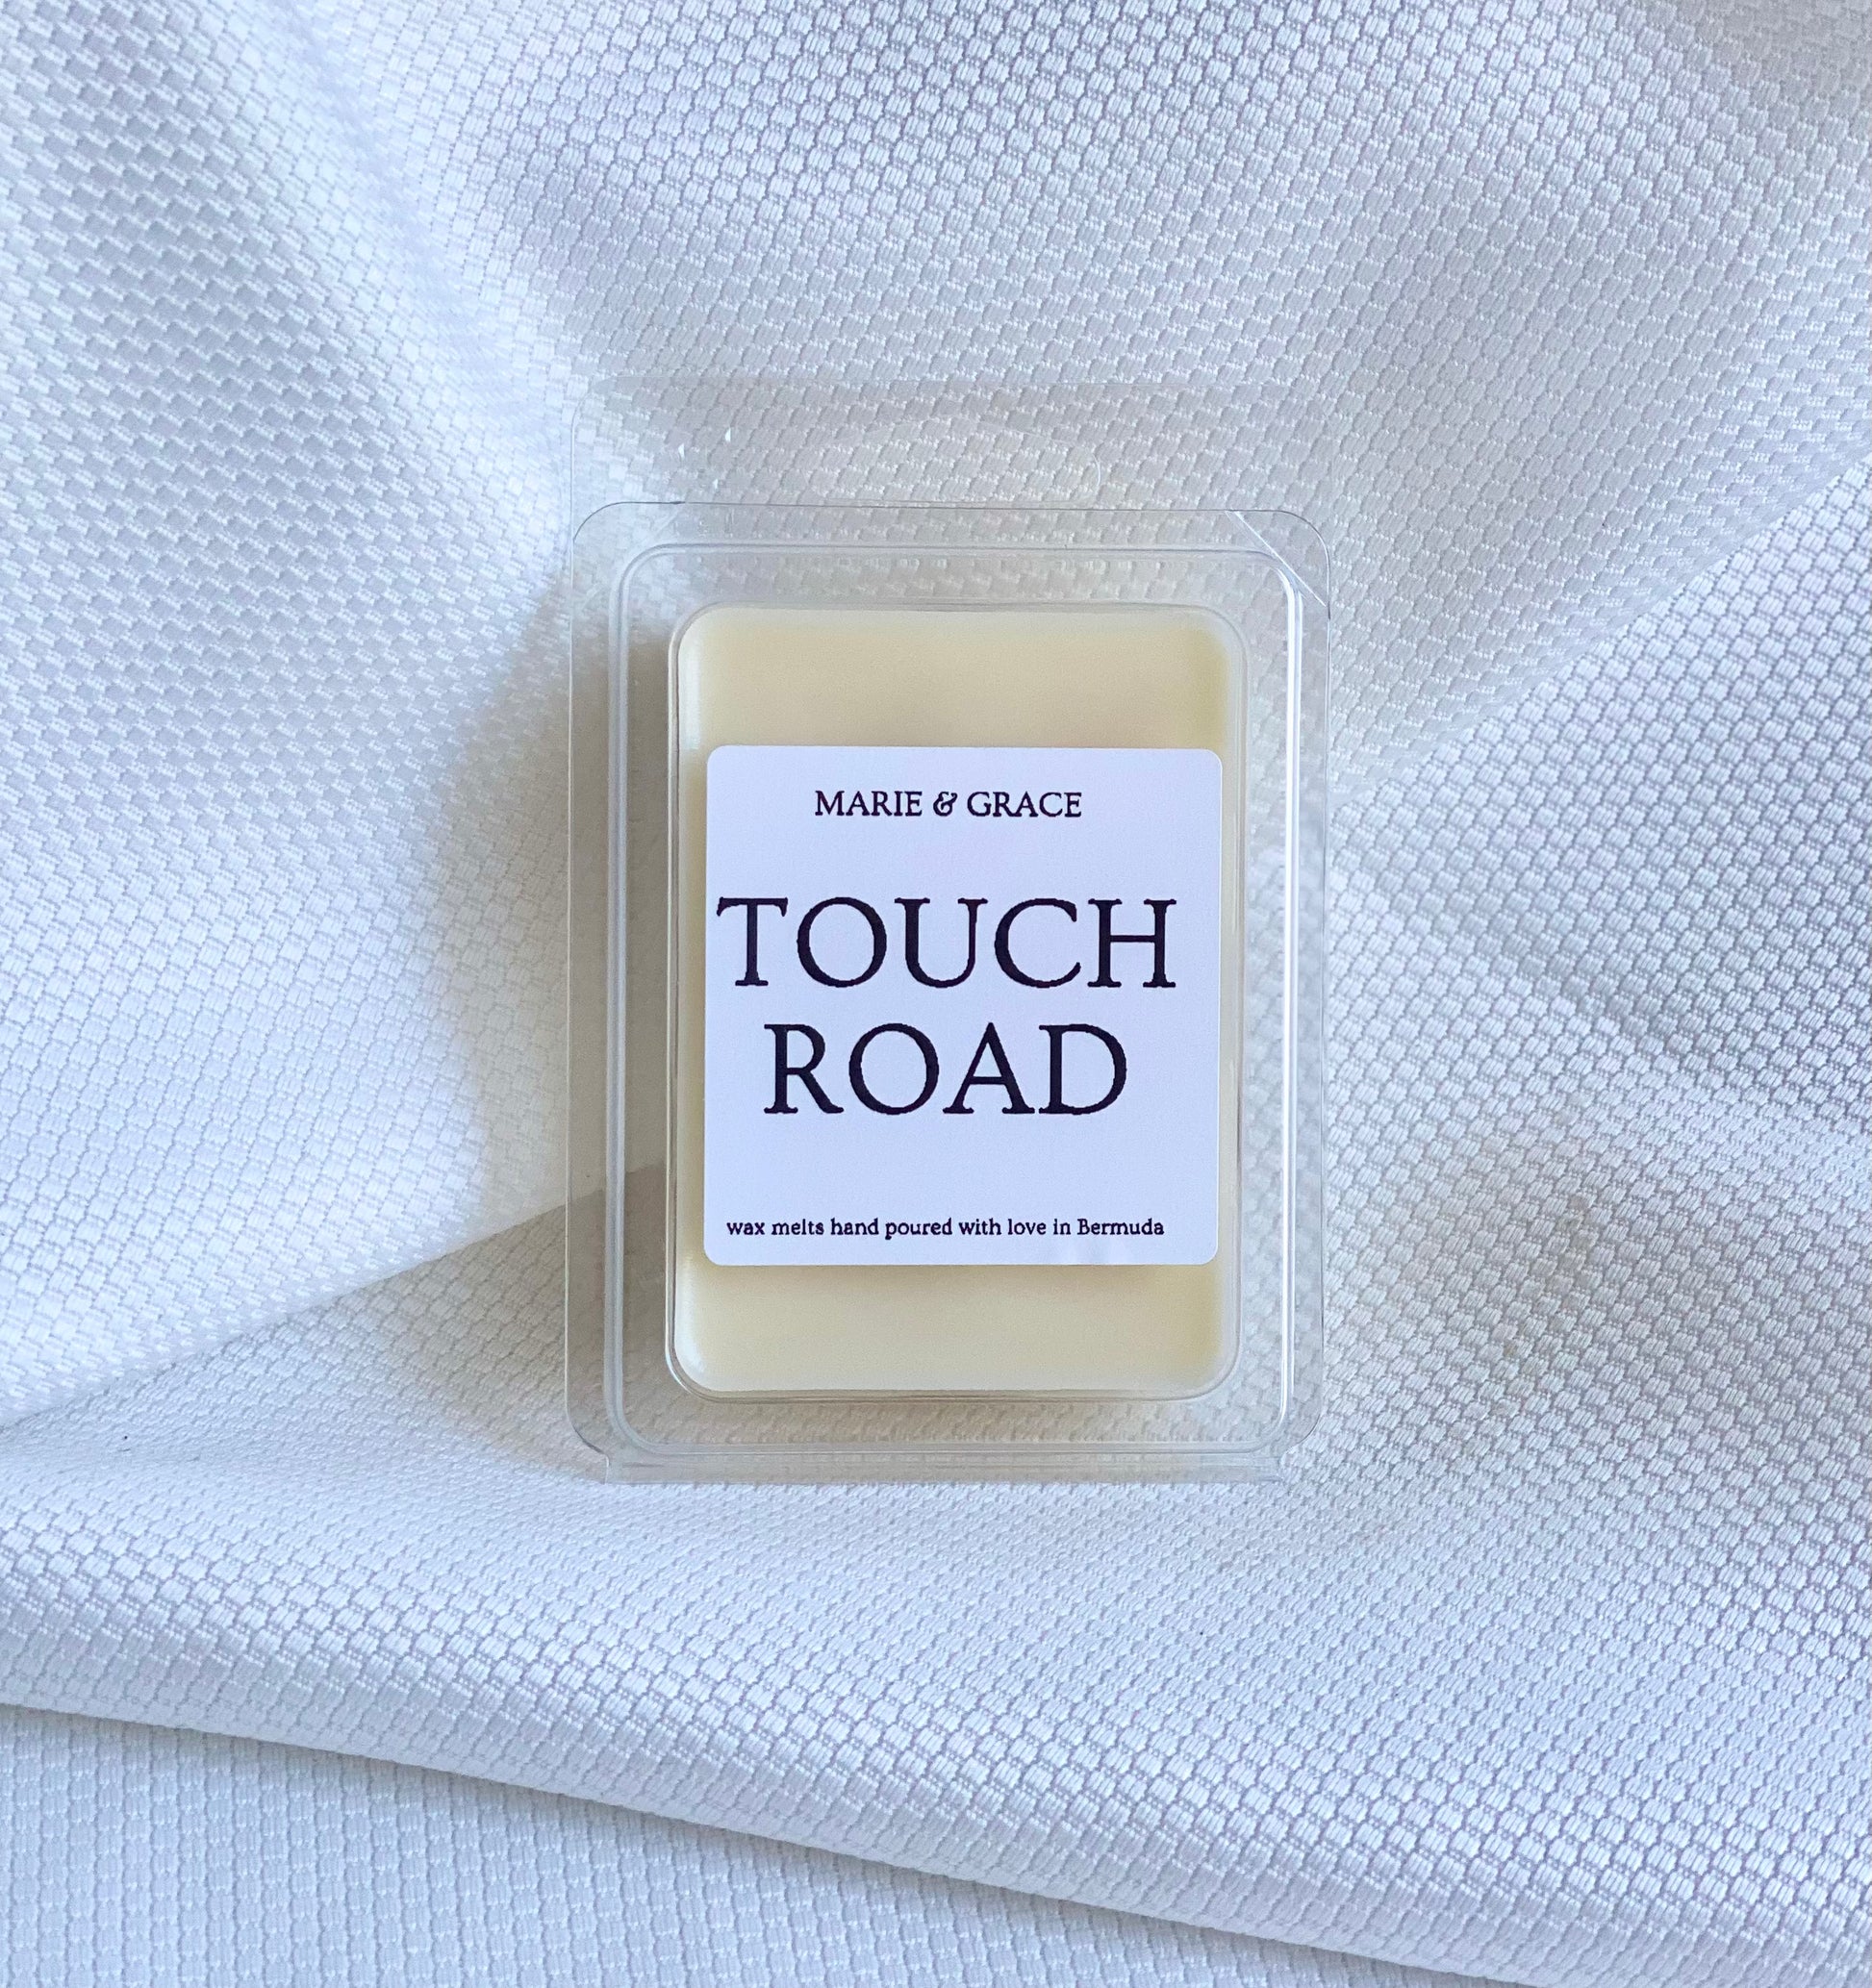 MARIE & GRACE
TOUCH
ROAD
wax melts hand poured with love in Bermuda